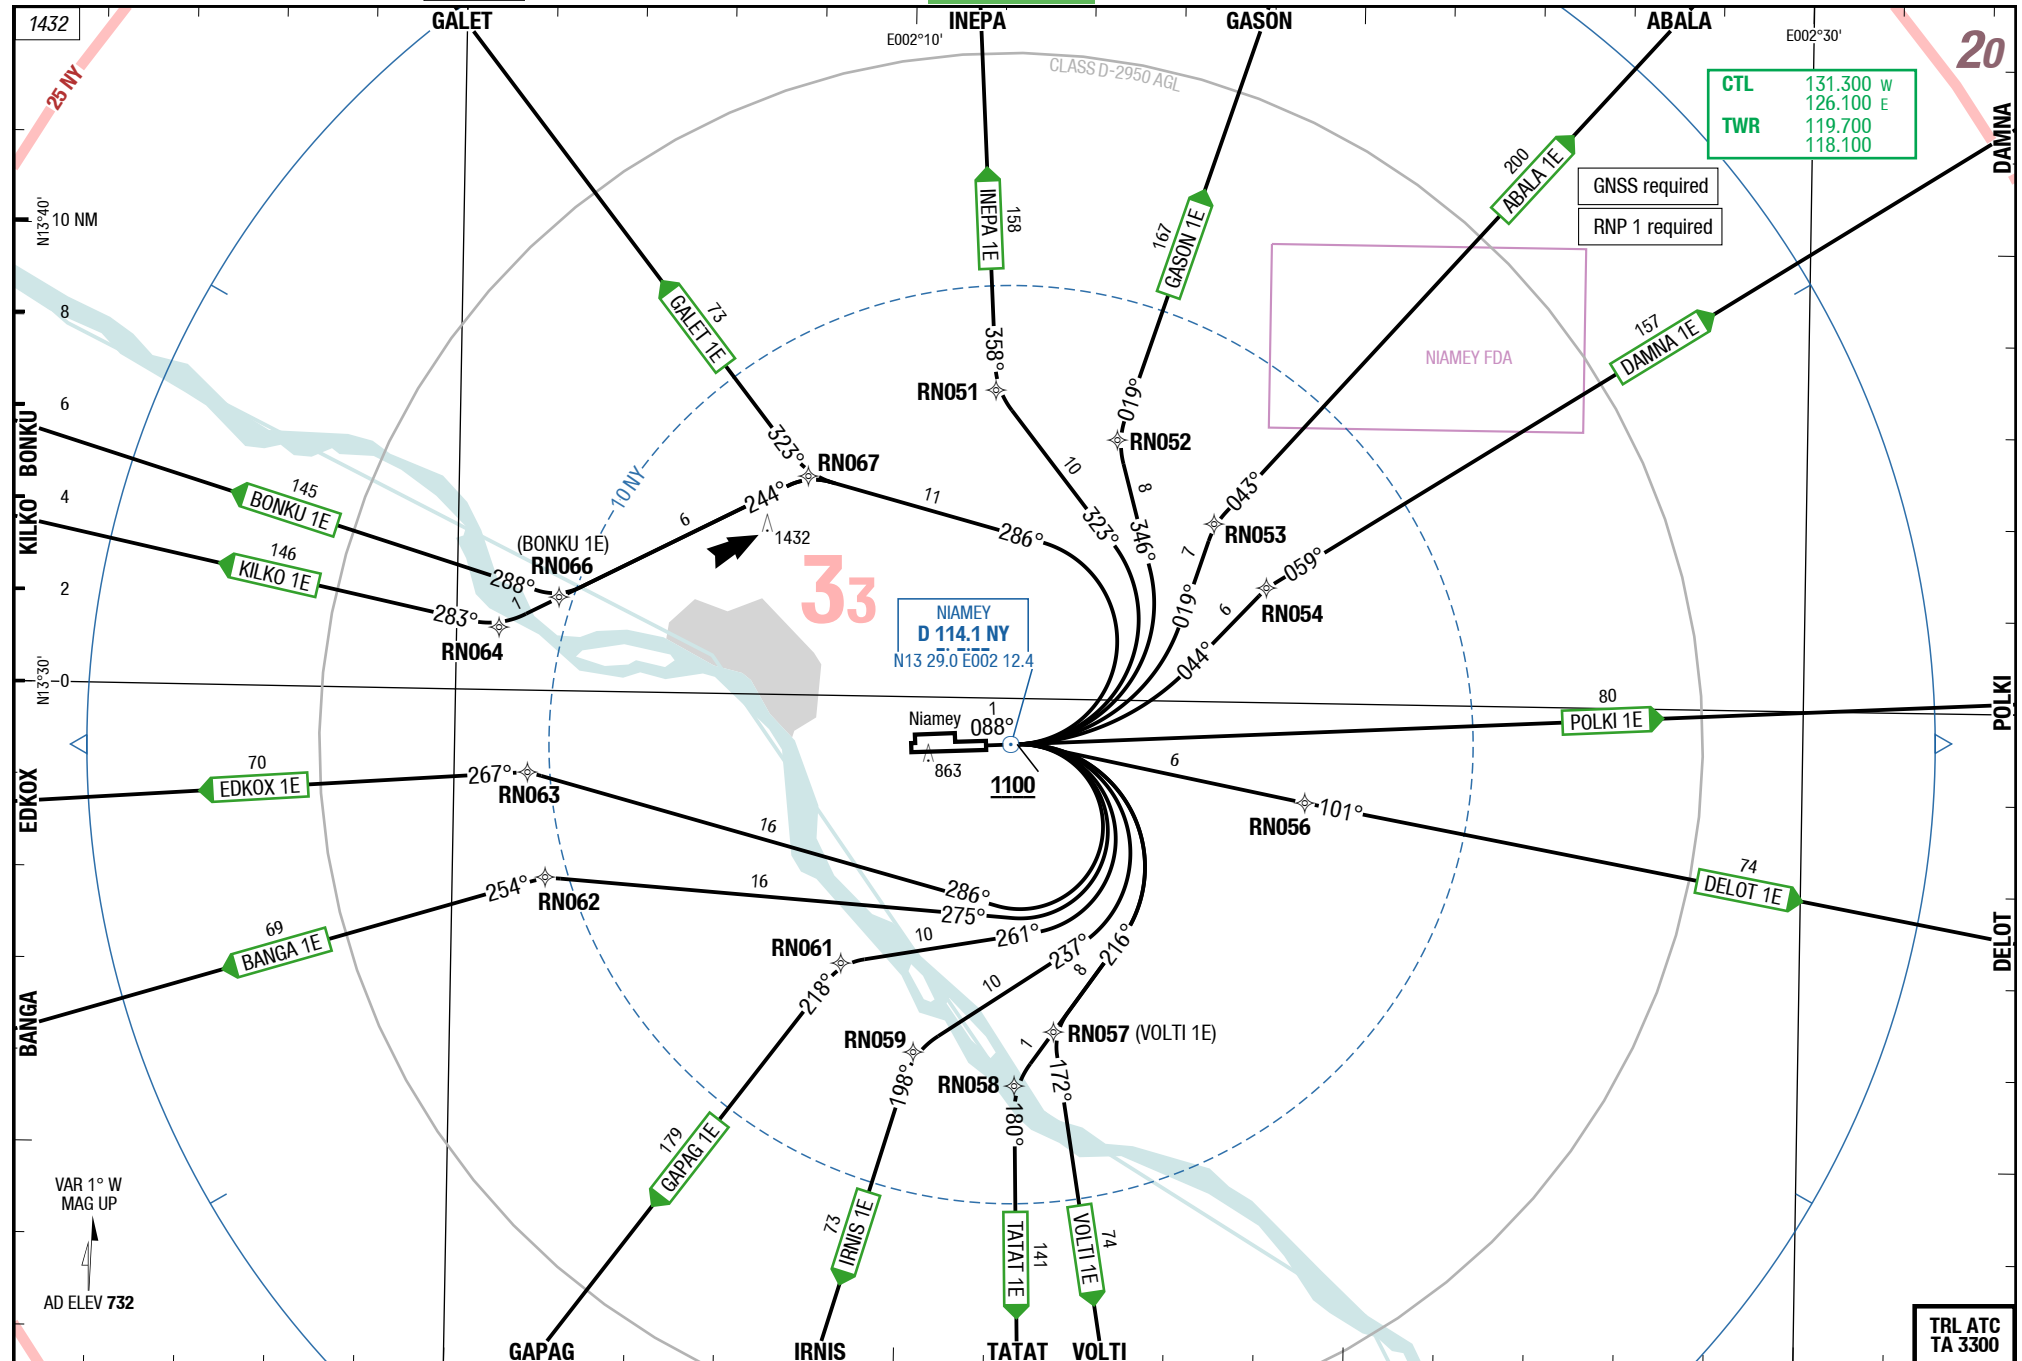 1432
GALET
INEPA
GASON
ABALA
E002°10'
E002°30'
20
25 NY
CLASS D-2950 AGL
CTL 131.300 W
126.100 E
TWR 119.700
118.100
DAMNA
GNSS required
RNP 1 required
200
ABALA 1E
158
INEPA 1E
167
GASON 1E
N13°40'
10 NM
8
6
4
2
0
N13°30'
73
GALET 1E
157
DAMNA 1E
NIAMEY FDA
358°
RN051
019°
RN052
BONKU
KILKO
323°
RN067
10 NY
244°
11
10
8
043°
RN053
145
BONKU 1E
146
KILKO 1E
6
(BONKU 1E)
RN066
1432
286°
323°
346°
7
059°
RN054
33
288°
1
283°
RN064
019°
6
044°
NIAMEY
D 114.1 NY
N13 29.0 E002 12.4
80
POLKI 1E
POLKI
Niamey
1
088°
863
1100
6
RN056
101°
74
DELOT 1E
DELOT
70
EDKOX 1E
267°
RN063
EDKOX
16
286°
16
275°
254°
RN062
69
BANGA 1E
BANGA
RN061
10
261°
237°
216°
218°
10
8
RN059
RN057 (VOLTI 1E)
1
RN058
198°
180°
172°
179
GAPAG 1E
73
IRNIS 1E
TATAT 1E
141
VOLTI 1E
74
VAR 1° W
MAG UP
AD ELEV 732
GAPAG
IRNIS
TATAT
VOLTI
TRL ATC
TA 3300